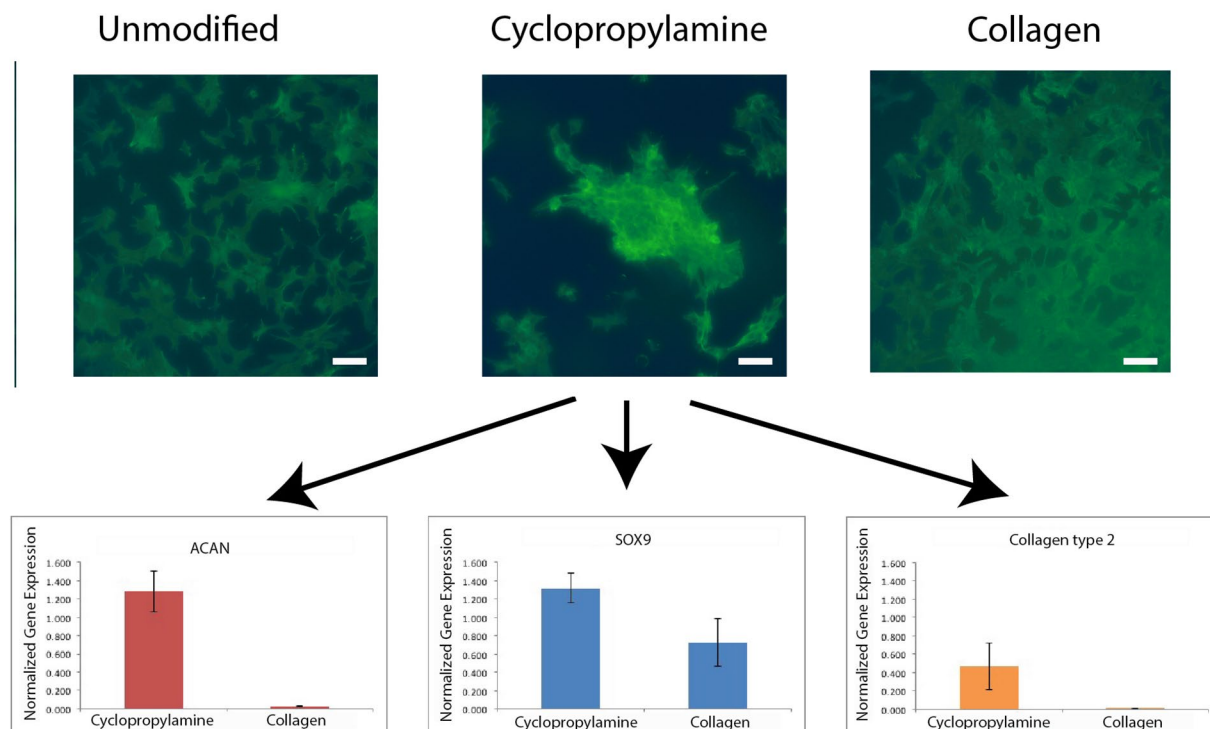 Unmodified
Cyclopropylamine
Collagen
ACAN
Normalized Gene Expression
1.600
1.400
1.200
1.000
0.800
0.600
0.400
0.200
0.000
Cyclopropylamine
Collagen
SOX9
Normalized Gene Expression
1.600
1.400
1.200
1.000
0.800
0.600
0.400
0.200
0.000
Cyclopropylamine
Collagen
Collagen type 2
Normalized Gene Expression
1.600
1.400
1.200
1.000
0.800
0.600
0.400
0.200
0.000
Cyclopropylamine
Collagen